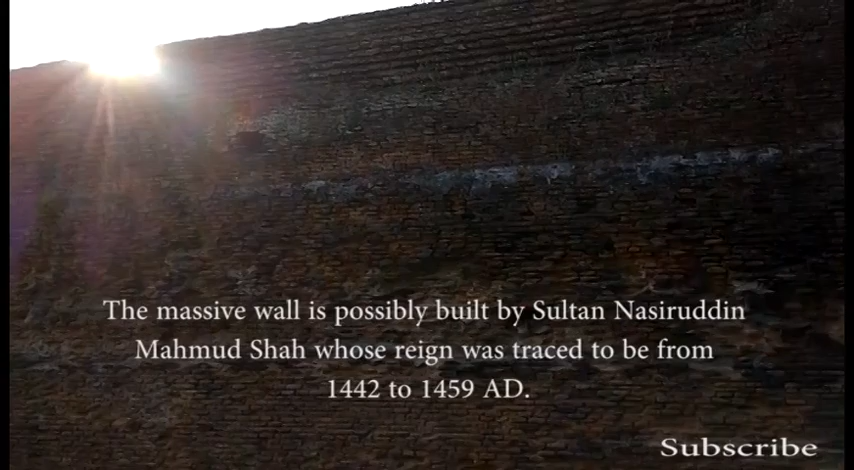 The massive wall is possibly built by Sultan Nasiruddin
Mahmud Shah whose reign was traced to be from
1442 to 1459 AD.
Subscribe